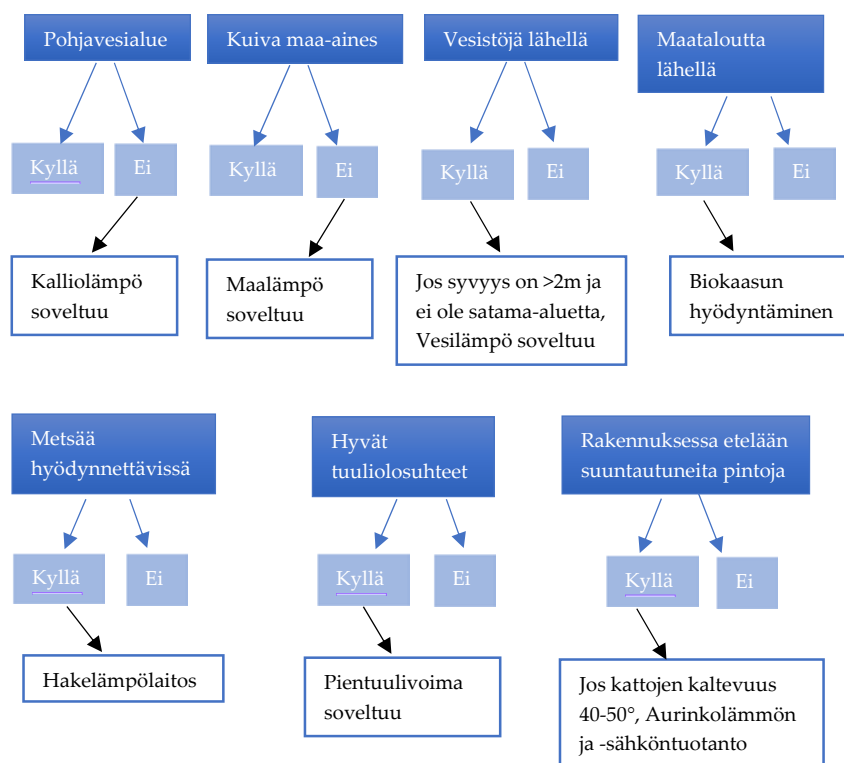 Pohjavesialue
Kuiva maa-aines
Vesistöjä lähellä
Maataloutta
lähellä
Kyllä
Ei
Kyllä
Ei
Kyllä
Ei
Kyllä
Ei
Kalliolämpö
soveltuu
Maalämpö
soveltuu
Jos syvyys on >2m ja
ei ole satama-aluetta,
Vesilämpö soveltuu
Biokaasun
hyödyntäminen
Metsää
hyödynnettävissä
Hyvät
tuuliolosuhteet
Rakennuksessa etelään
suuntautuneita pintoja
Kyllä
Ei
Kyllä
Ei
Kyllä
Ei
Hakelämpölaitos
Pientuulivoima
soveltuu
Jos kattojen kaltevuus
40-50°, Aurinkolämmön
ja -sähköntuotanto